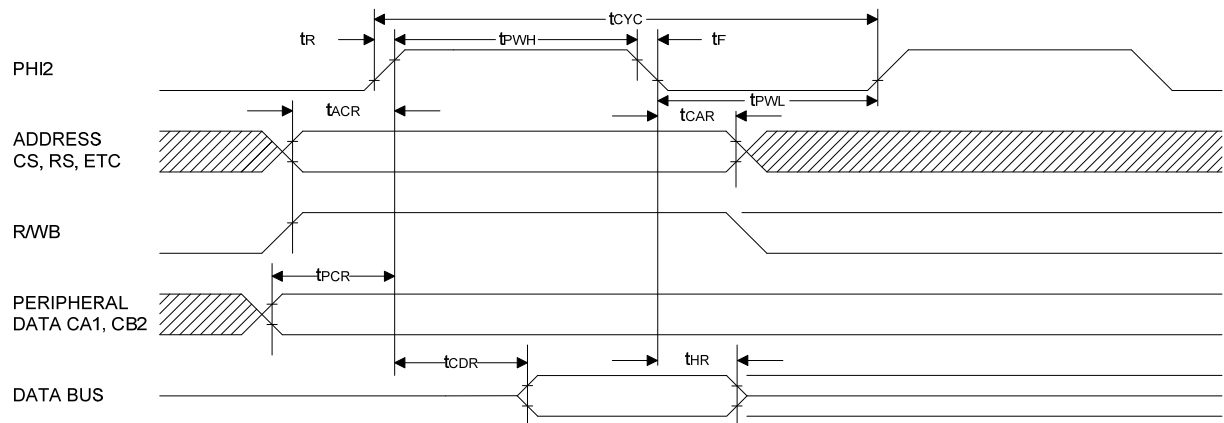 tCYC
tR
tPWH
tF
PHI2
tPWL
tACR
tCAR
ADDRESS
CS, RS, ETC
R/WB
tPCR
PERIPHERAL
DATA CA1, CB2
tCDR
tHR
DATA BUS